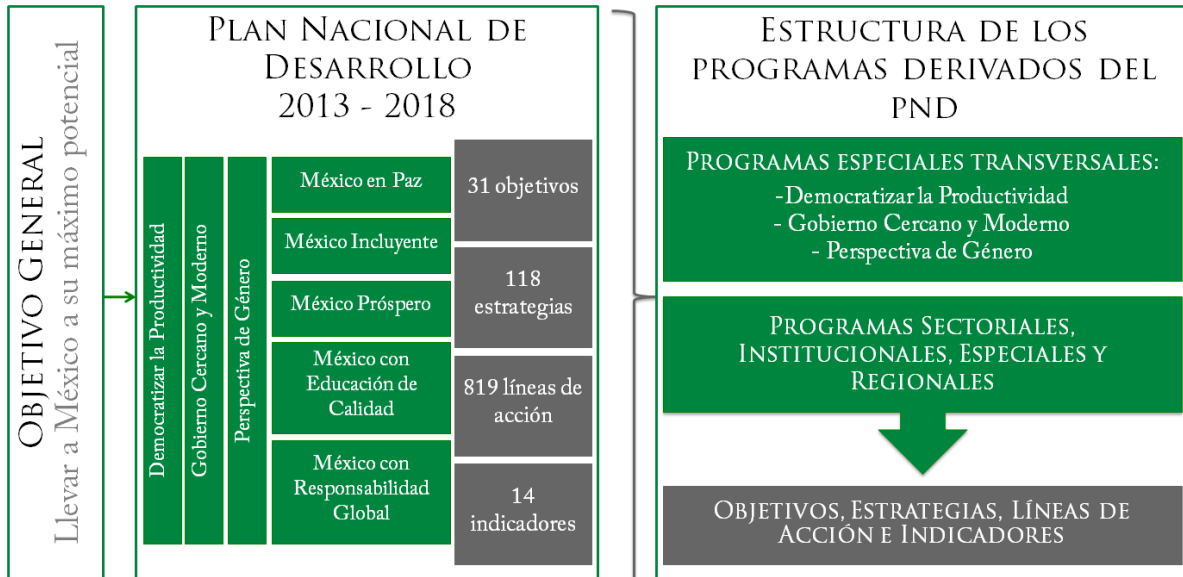 OBJETIVO GENERAL
Llevar a México a su máximo potencial
PLAN NACIONAL DE
DESARROLLO
2013 - 2018
Democratizar la Productividad
Gobierno Cercano y Moderno
Perspectiva de Género
México en Paz
México Incluyente
México Próspero
México con
Educación de
Calidad
México con
Responsabilidad
Global
31 objetivos
118
estrategias
819 líneas de
acción
14
indicadores
ESTRUCTURA DE LOS
PROGRAMAS DERIVADOS DEL
PND
PROGRAMAS ESPECIALES TRANSVERSALES:
-Democratizar la Productividad
- Gobierno Cercano y Moderno
- Perspectiva de Género
PROGRAMAS SECTORIALES,
INSTITUCIONALES, ESPECIALES Y
REGIONALES
OBJETIVOS, ESTRATEGIAS, LÍNEAS DE
ACCIÓN E INDICADORES